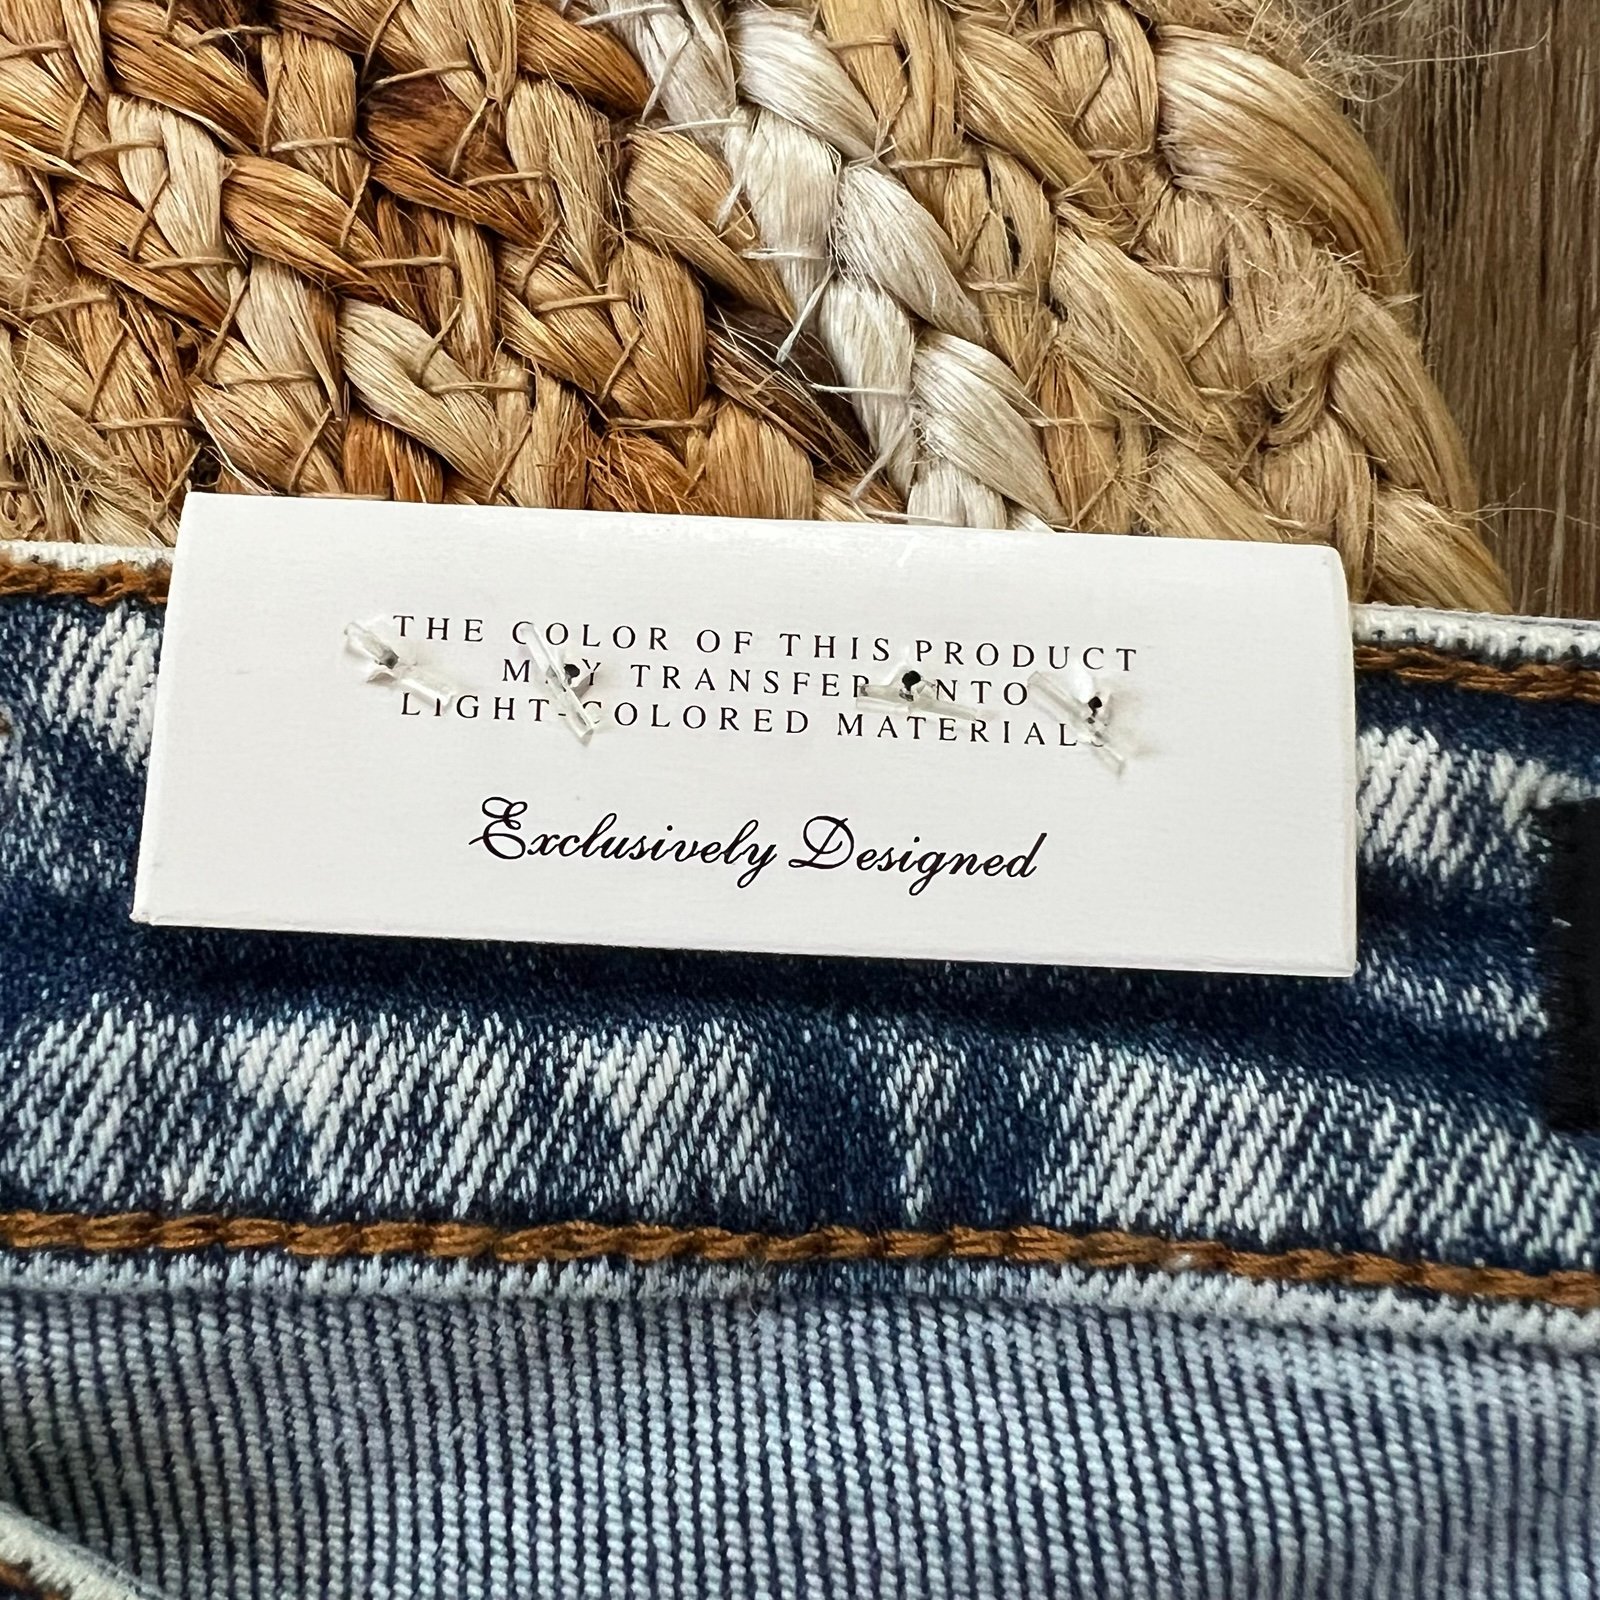 THE COLOR OF THIS PRODUCT
MAY TRANSFER ONTO
LIGHT-COLORED MATERIALS
Exclusively Designed